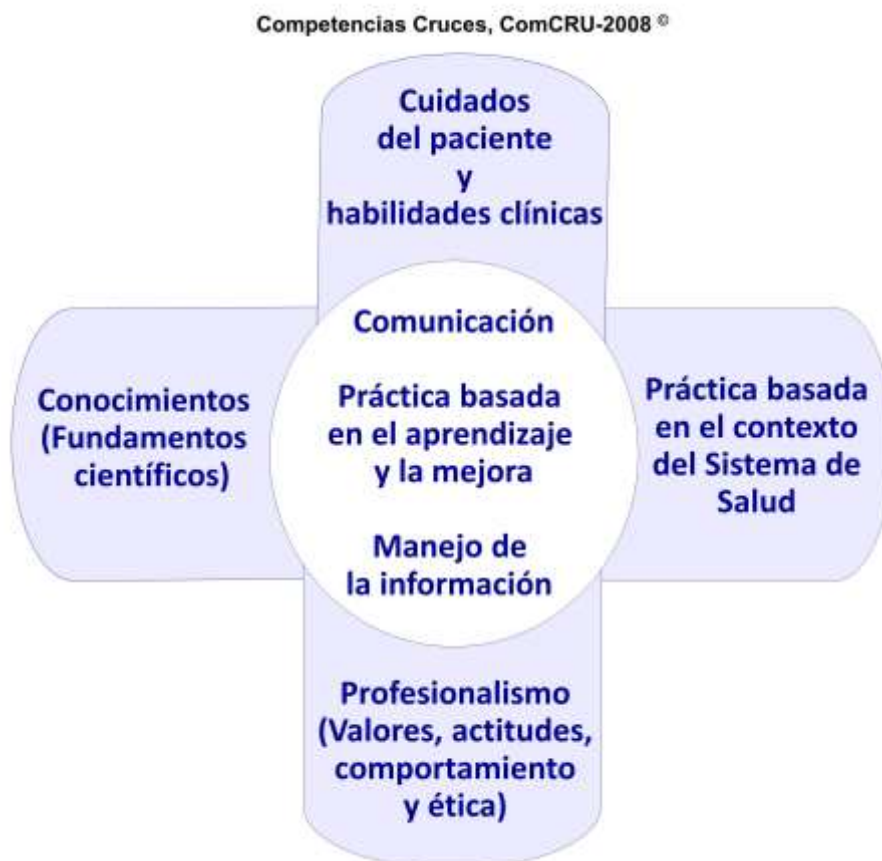 Competencias Cruces, ComCRU-2008 ©
Cuidados
del paciente
y
habilidades clínicas
Conocimientos
(Fundamentos
científicos)
Comunicación
Práctica basada
en el aprendizaje
y la mejora
Manejo de
la información
Práctica basada
en el contexto
del Sistema de
Salud
Profesionalismo
(Valores, actitudes,
comportamiento
y ética)